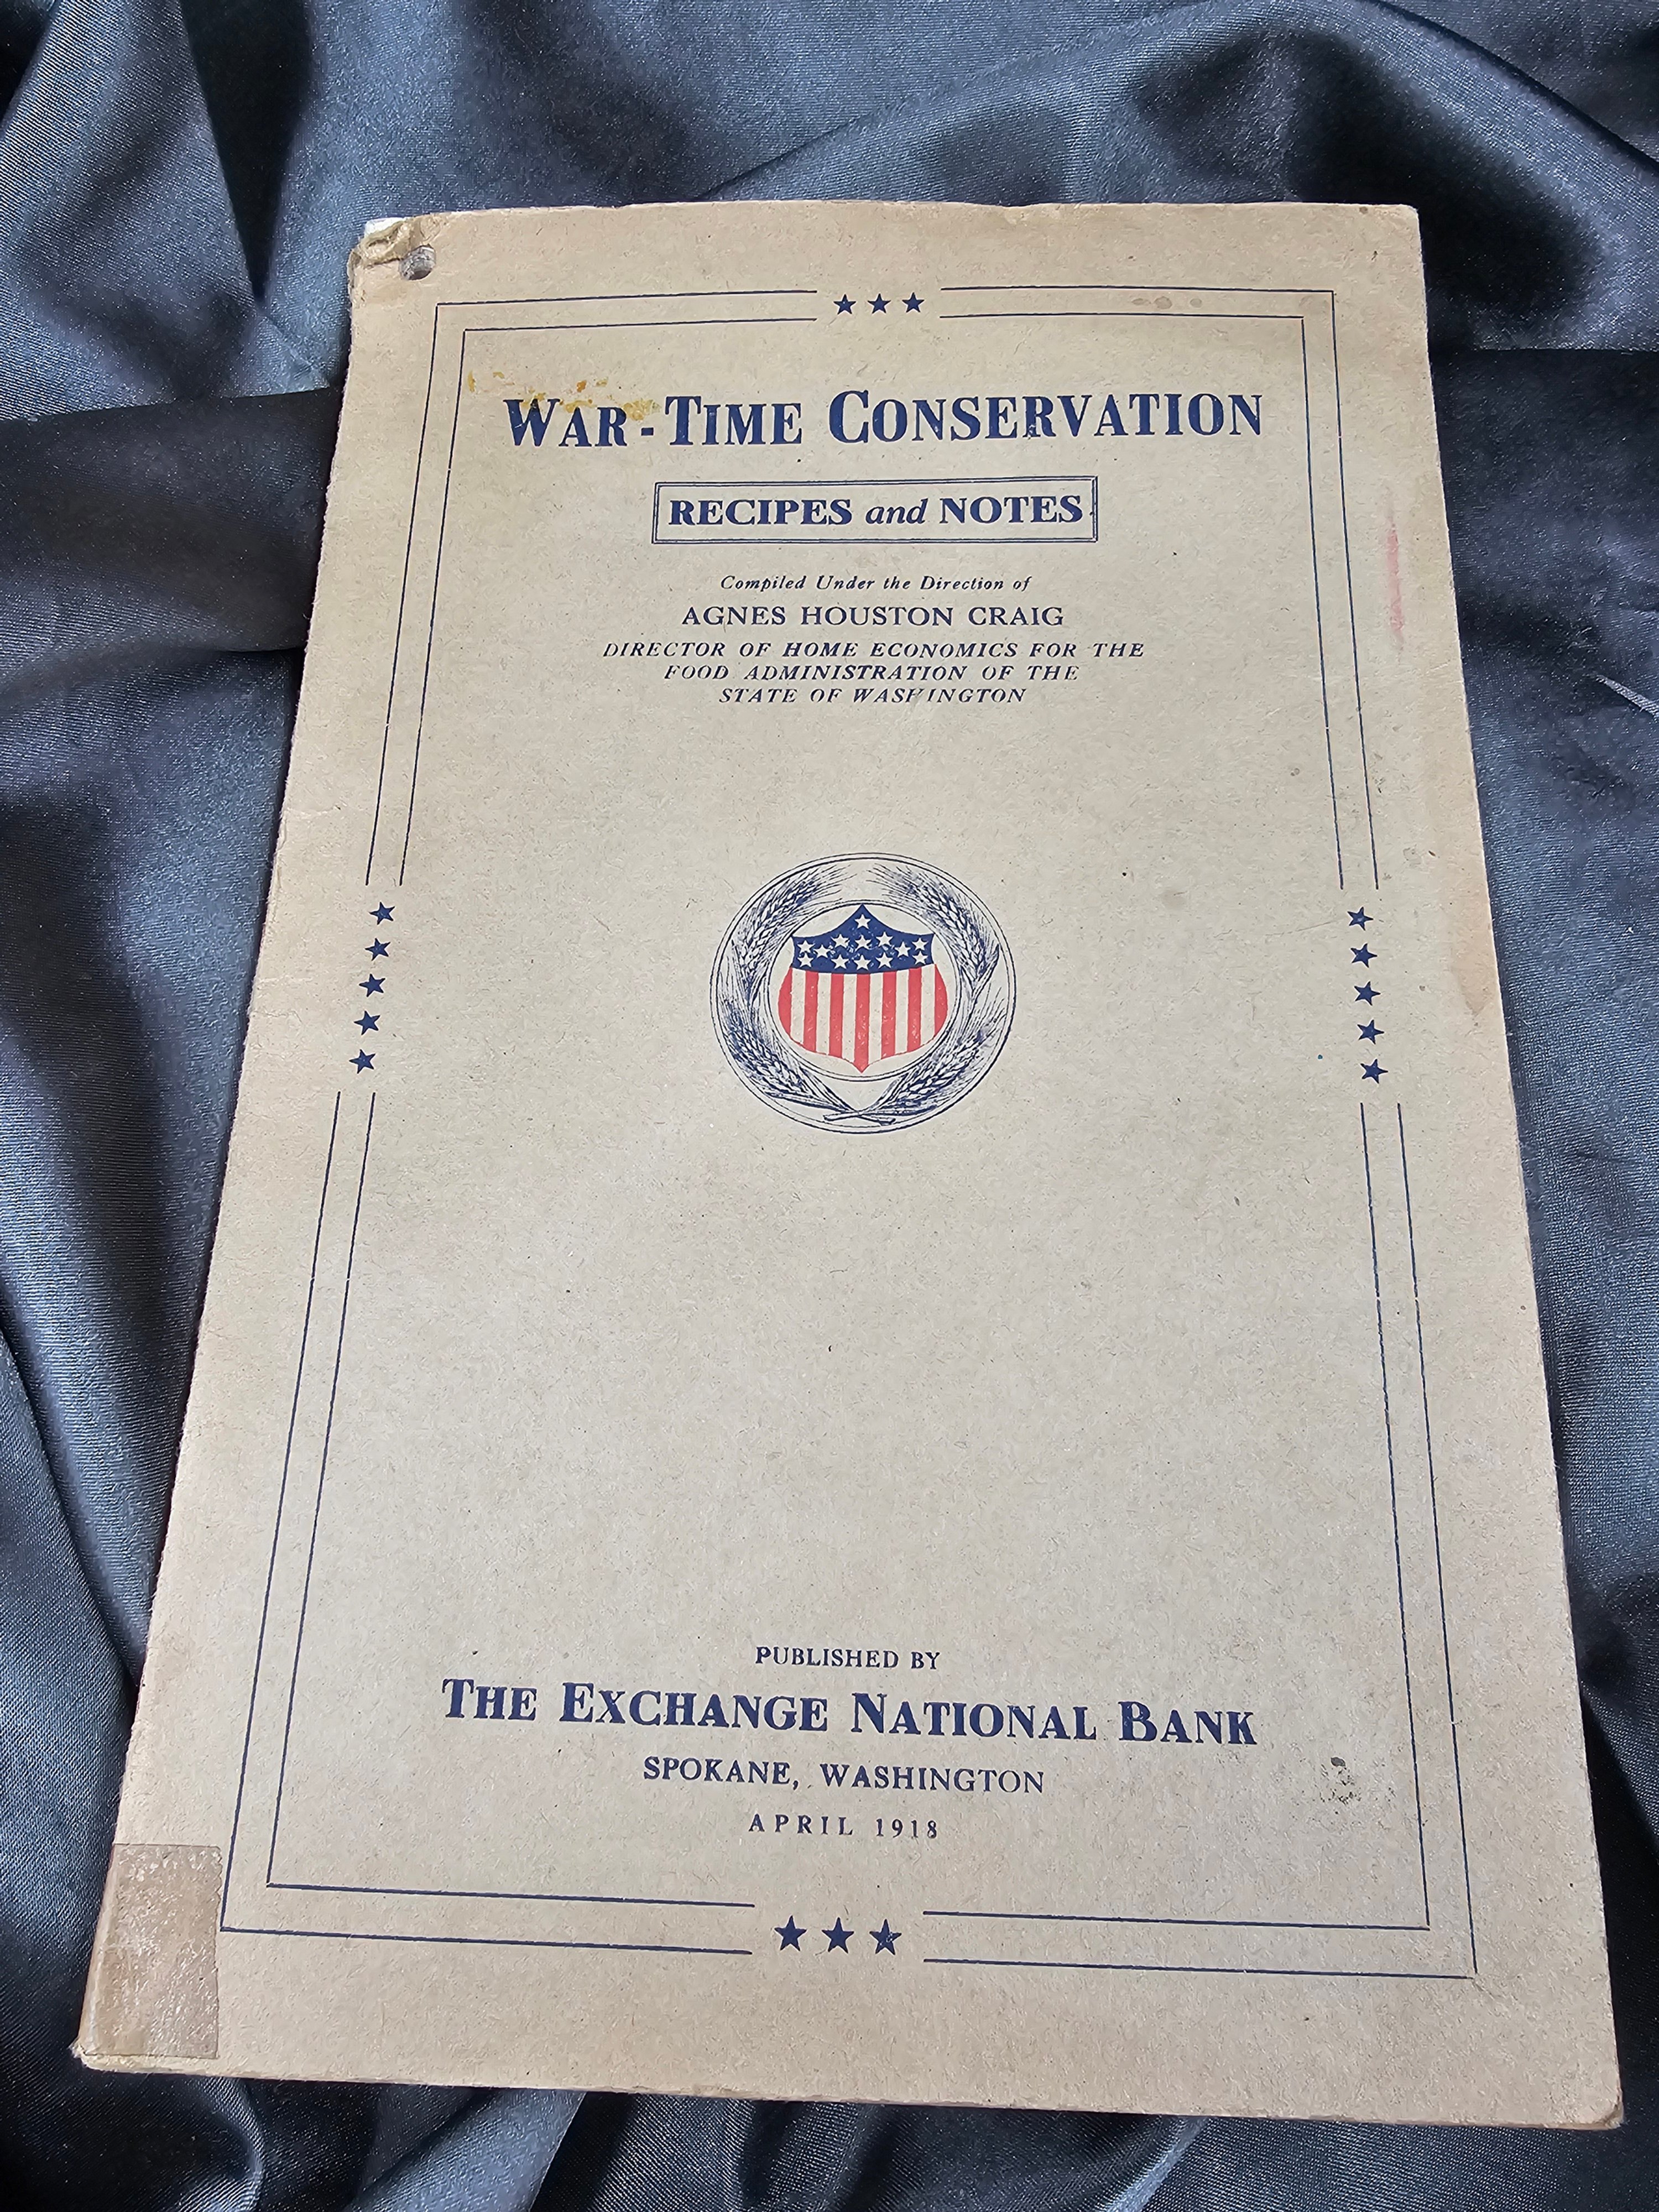 WAR-TIME CONSERVATION
RECIPES and NOTES
Compiled Under the Direction of
AGNES HOUSTON CRAIG
DIRECTOR OF HOME ECONOMICS FOR THE
FOOD ADMINISTRATION OF THE
STATE OF WASHINGTON
PUBLISHED BY
THE EXCHANGE NATIONAL BANK
SPOKANE, WASHINGTON
APRIL 1918